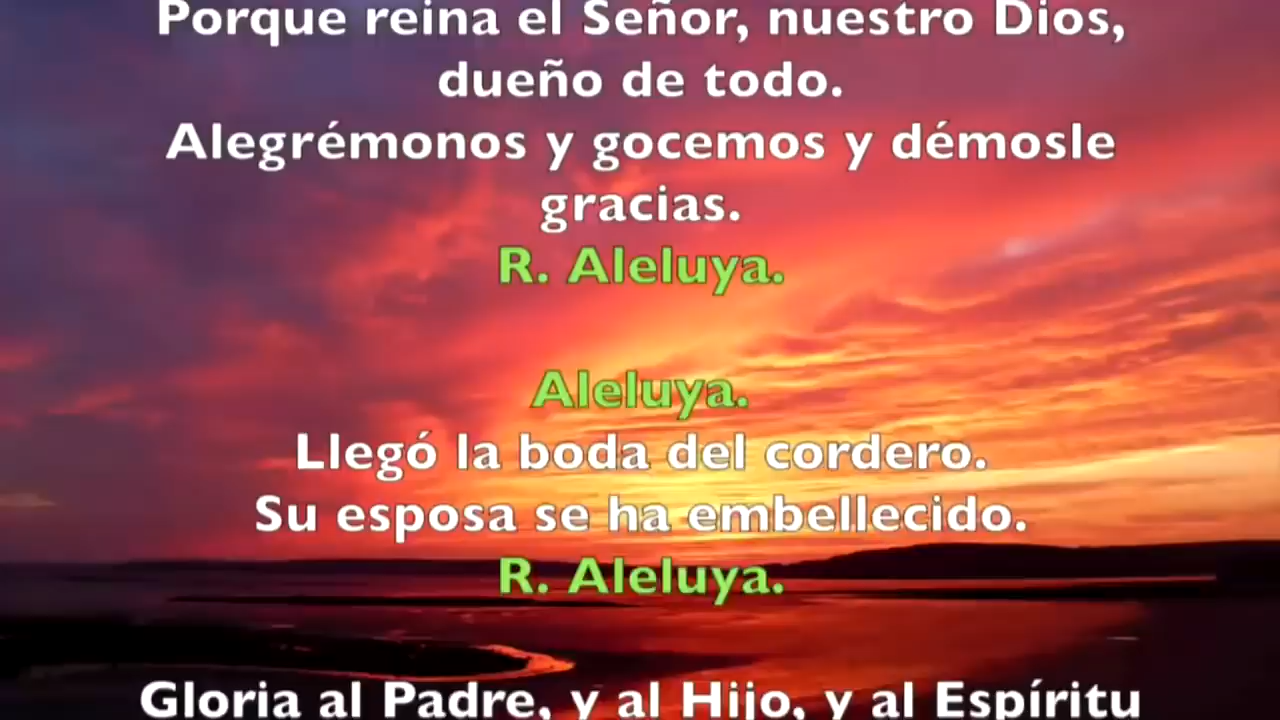 Porque reina el Señor, nuestro Dios,
dueño de todo.
Alegrémonos y gocemos y démosle
gracias.
R. Aleluya.
Aleluya.
Llegó la boda del cordero.
Su esposa se ha embellecido.
R. Aleluya.
Gloria al Padre, y al Hijo, y al Espíritu